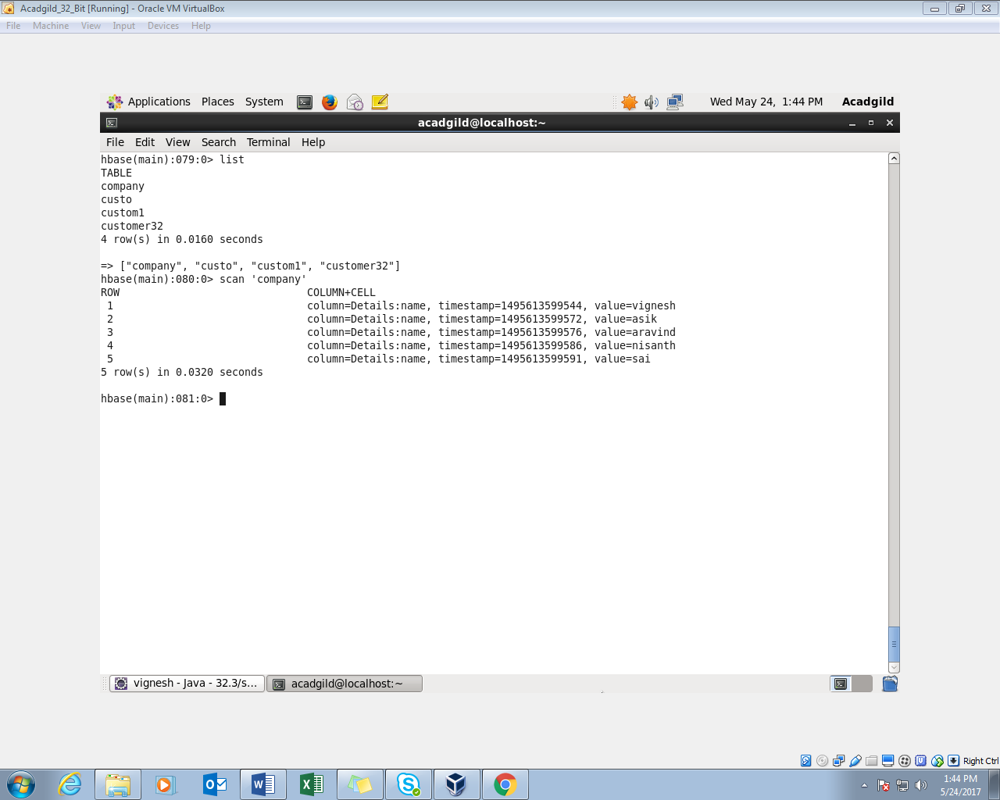 Acadgild_32_Bit [Running] - Oracle VM VirtualBox
File Machine View Input Devices Help
Applications Places System Wed May 24, 1:44 PM Acadgild
acadgild@localhost:~
File Edit View Search Terminal Help
hbase(main):079:0> list
TABLE
company
custo
custom1
customer32
4 row(s) in 0.0160 seconds
=> ["company", "custo", "custom1", "customer32"]
hbase(main):080:0> scan 'company'
ROW COLUMN+CELL
1 column=Details:name, timestamp=1495613599544, value=vignesh
2 column=Details:name, timestamp=1495613599572, value=asik
3 column=Details:name, timestamp=1495613599576, value=aravind
4 column=Details:name, timestamp=1495613599586, value=nisanth
5 column=Details:name, timestamp=1495613599591, value=sai
5 row(s) in 0.0320 seconds
hbase(main):081:0>
vignesh - Java - 32.3/s... acadgild@localhost:~
Right Ctrl
1:44 PM
5/24/2017